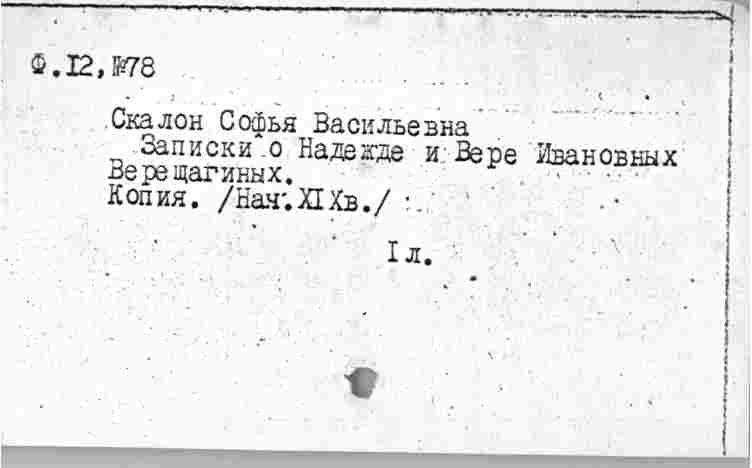 Ф.I2,№78
Скалон Софья Васильевна
Записки о Надежде и Вере Ивановных
Верещагиных.
Копия. /Нач.XIXв./
Iл.